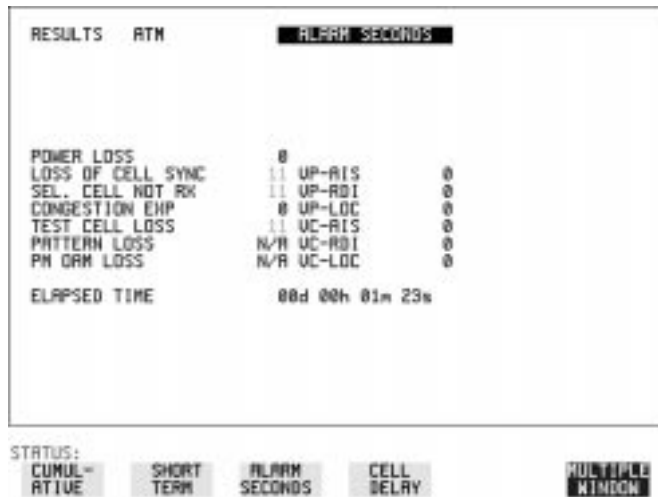 RESULTS ATM ALARM SECONDS
POWER LOSS 0
LOSS OF CELL SYNC 11 VP-AIS 0
SEL. CELL NOT RX 11 VP-RDI 0
CONGESTION EXP 0 VP-LOC 0
TEST CELL LOSS 11 VC-AIS 0
PATTERN LOSS N/A VC-RDI 0
PM OAM LOSS N/A VC-LOC 0
ELAPSED TIME 00d 00h 01m 23s
STATUS:
CUMUL- SHORT ALARM CELL MULTIPLE
ATIVE TERM SECONDS DELAY WINDOW